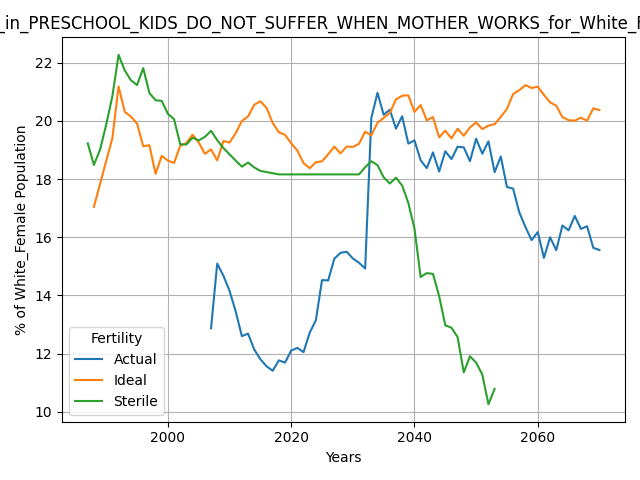 _in_PRESCHOOL_KIDS_DO_NOT_SUFFER_WHEN_MOTHER_WORKS_for_White_
% of White_Female Population
22
20
18
16
14
12
10
Fertility
Actual
Ideal
Sterile
2000
2020
2040
2060
Years